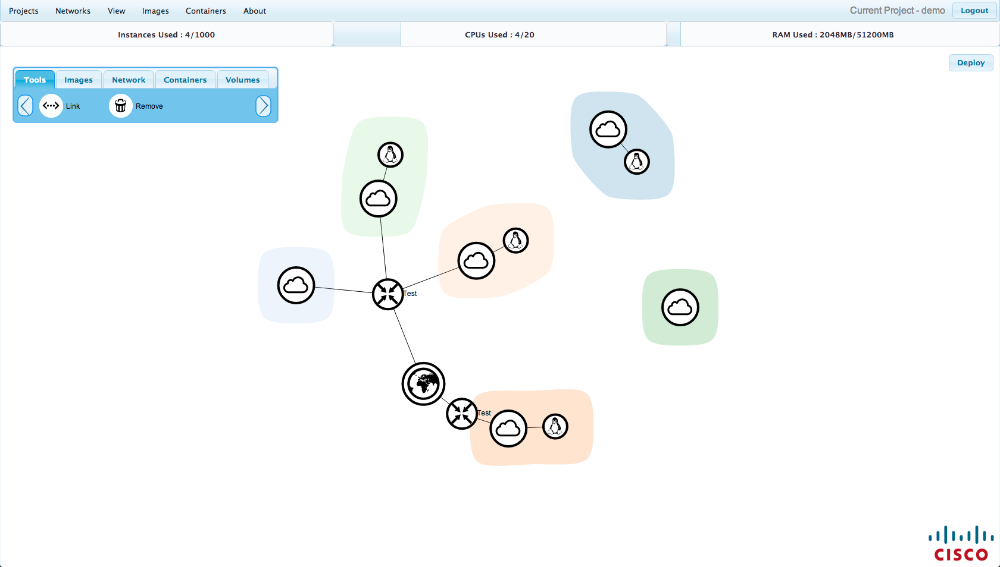 Projects Networks View Images Containers About Current Project - demo Logout
Instances Used : 4/1000 CPUs Used : 4/20 RAM Used : 2048MB/51200MB
Deploy
Tools Images Network Containers Volumes
Link Remove
Test
Test
CISCO